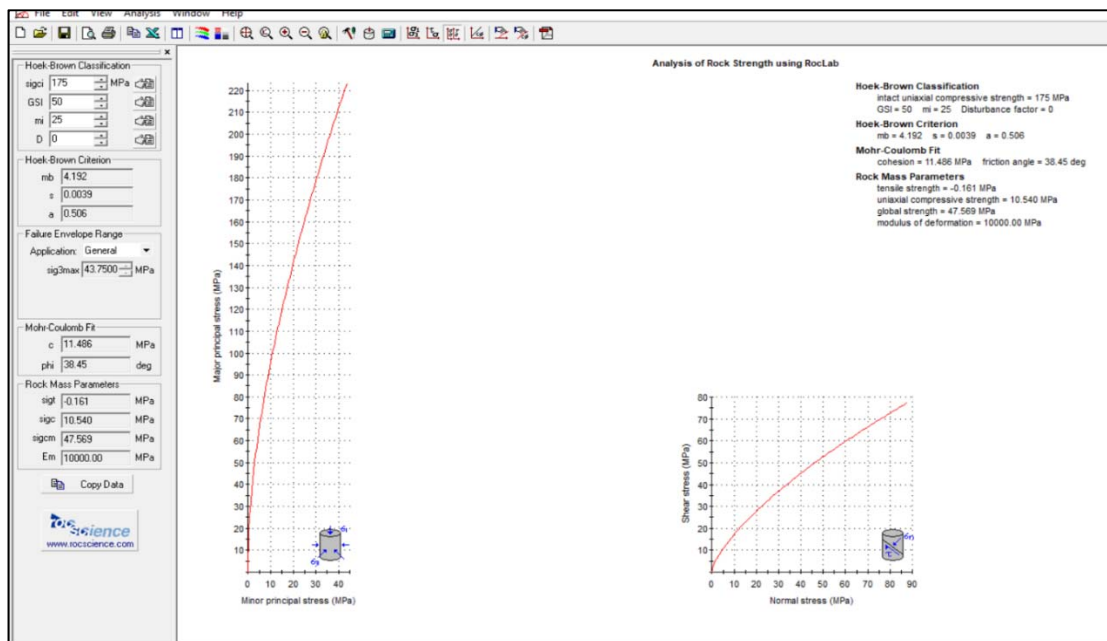 File Edit View Analysis Window Help
Hoek-Brown Classification
sigci 175 MPa
GSI 50
mi 25
D 0
Hoek-Brown Criterion
mb 4.192
s 0.0039
a 0.506
Failure Envelope Range
Application: General
sig3max 43.7500 MPa
Mohr-Coulomb Fit
c 11.486 MPa
phi 38.45 deg
Rock Mass Parameters
sigt -0.161 MPa
sigc 10.540 MPa
sigcm 47.569 MPa
Em 10000.00 MPa
Copy Data
rocscience
www.rocscience.com
Analysis of Rock Strength using RocLab
Hoek-Brown Classification
intact uniaxial compressive strength = 175 MPa
GSI = 50 mi = 25 Disturbance factor = 0
Hoek-Brown Criterion
mb = 4.192 s = 0.0039 a = 0.506
Mohr-Coulomb Fit
cohesion = 11.486 MPa friction angle = 38.45 deg
Rock Mass Parameters
tensile strength = -0.161 MPa
uniaxial compressive strength = 10.540 MPa
global strength = 47.569 MPa
modulus of deformation = 10000.00 MPa
Major principal stress (MPa)
220
210
200
190
180
170
160
150
140
130
120
110
100
90
80
70
60
50
40
30
20
10
0 10 20 30 40
Minor principal stress (MPa)
σ1
σ3
Shear stress (MPa)
80
70
60
50
40
30
20
10
0 10 20 30 40 50 60 70 80 90
Normal stress (MPa)
σn
τ